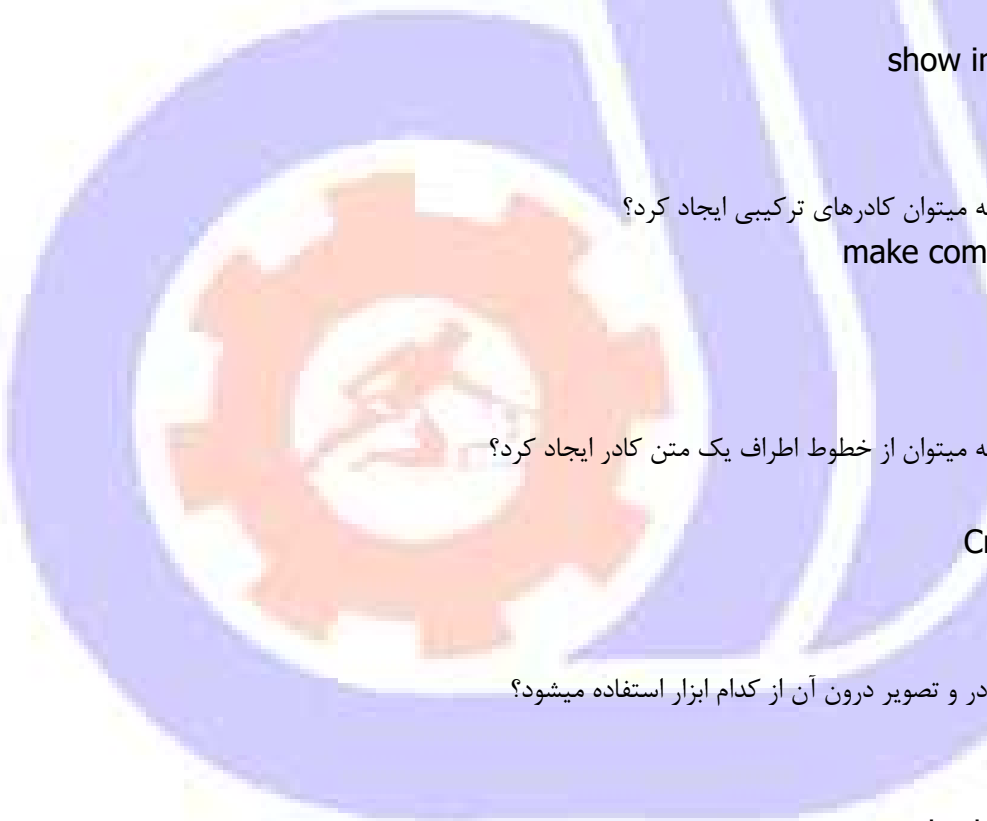 show
ه میتوان کادرهای ترکیبی ایجاد کرد؟
make com
ه میتوان از خطوط اطراف یک متن کادر ایجاد کرد؟
Cr
در و تصویر درون آن از کدام ابزار استفاده میشود؟